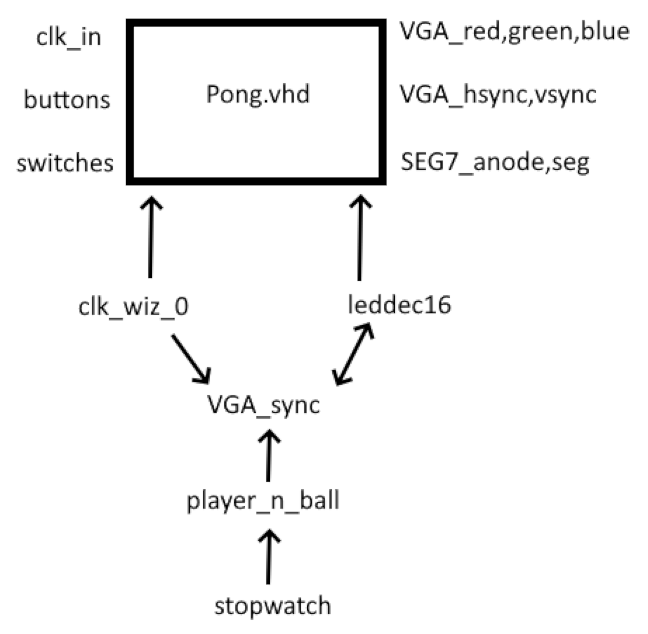 clk_in
VGA_red,green,blue
buttons
Pong.vhd
VGA_hsync,vsync
switches
SEG7_anode,seg
clk_wiz_0
leddec16
VGA_sync
player_n_ball
stopwatch